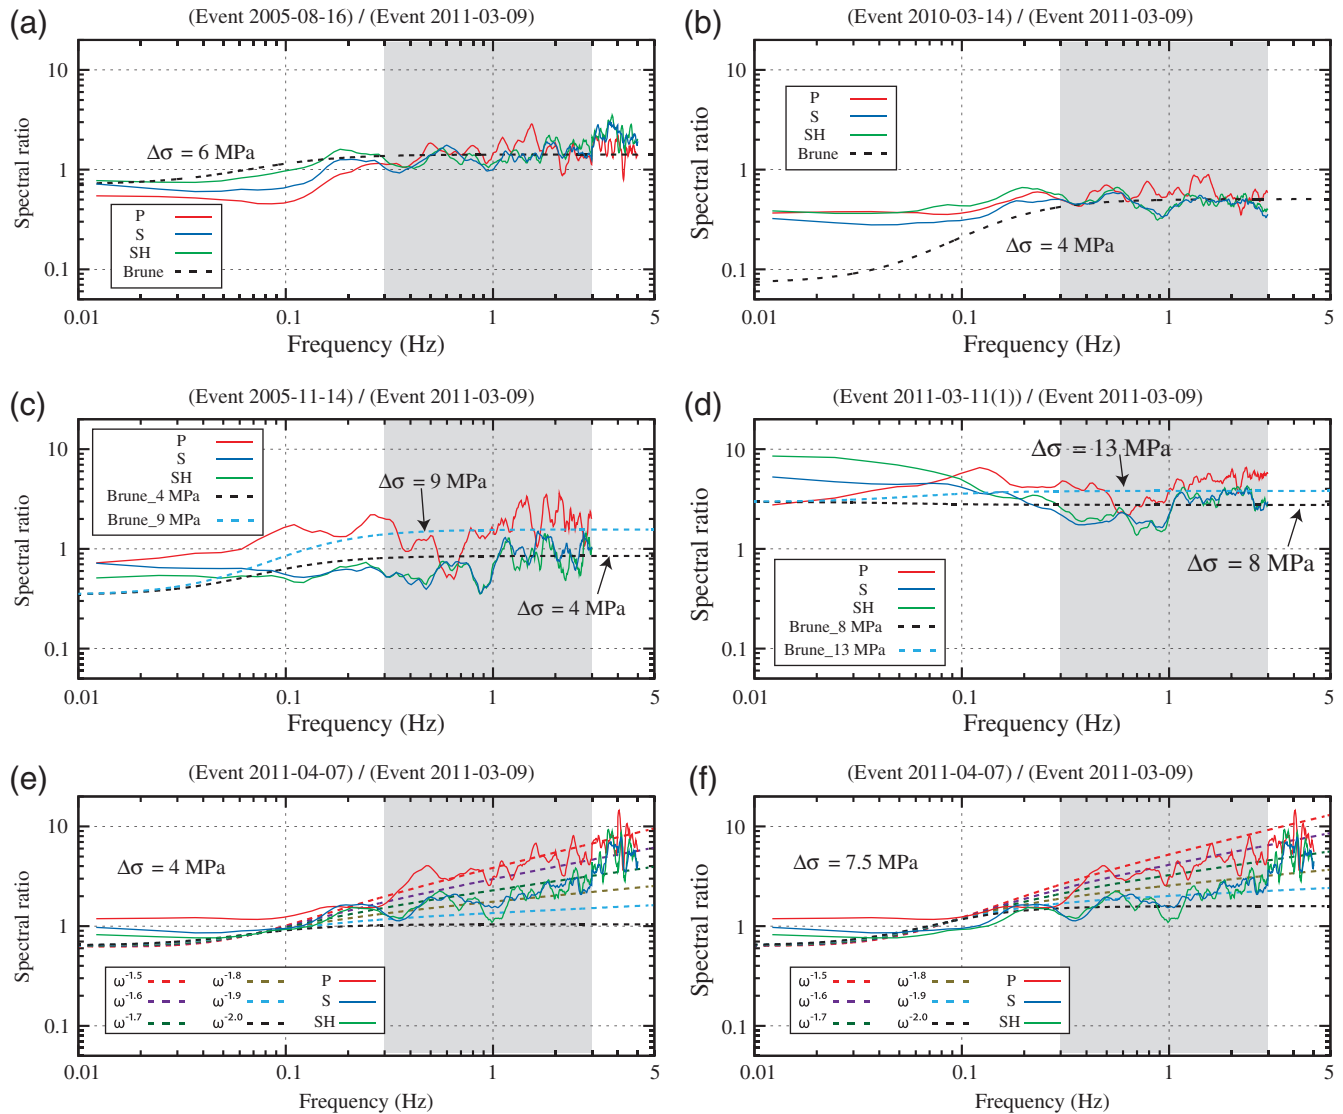 (a)
(Event 2005-08-16) / (Event 2011-03-09)
Spectral ratio
10
1
0.1
Δσ = 6 MPa
P
S
SH
Brune
0.01
0.1
1
5
Frequency (Hz)
(b)
(Event 2010-03-14) / (Event 2011-03-09)
Spectral ratio
10
1
0.1
P
S
SH
Brune
Δσ = 4 MPa
0.01
0.1
1
5
Frequency (Hz)
(c)
(Event 2005-11-14) / (Event 2011-03-09)
Spectral ratio
10
1
0.1
P
S
SH
Brune_4 MPa
Brune_9 MPa
Δσ = 9 MPa
Δσ = 4 MPa
0.01
0.1
1
5
Frequency (Hz)
(d)
(Event 2011-03-11(1)) / (Event 2011-03-09)
Spectral ratio
10
1
0.1
Δσ = 13 MPa
Δσ = 8 MPa
P
S
SH
Brune_8 MPa
Brune_13 MPa
0.01
0.1
1
5
Frequency (Hz)
(e)
(Event 2011-04-07) / (Event 2011-03-09)
Spectral ratio
10
1
0.1
Δσ = 4 MPa
ω-1.5 ω-1.8 P
ω-1.6 ω-1.9 S
ω-1.7 ω-2.0 SH
0.01
0.1
1
5
Frequency (Hz)
(f)
(Event 2011-04-07) / (Event 2011-03-09)
Spectral ratio
10
1
0.1
Δσ = 7.5 MPa
ω-1.5 ω-1.8 P
ω-1.6 ω-1.9 S
ω-1.7 ω-2.0 SH
0.01
0.1
1
5
Frequency (Hz)